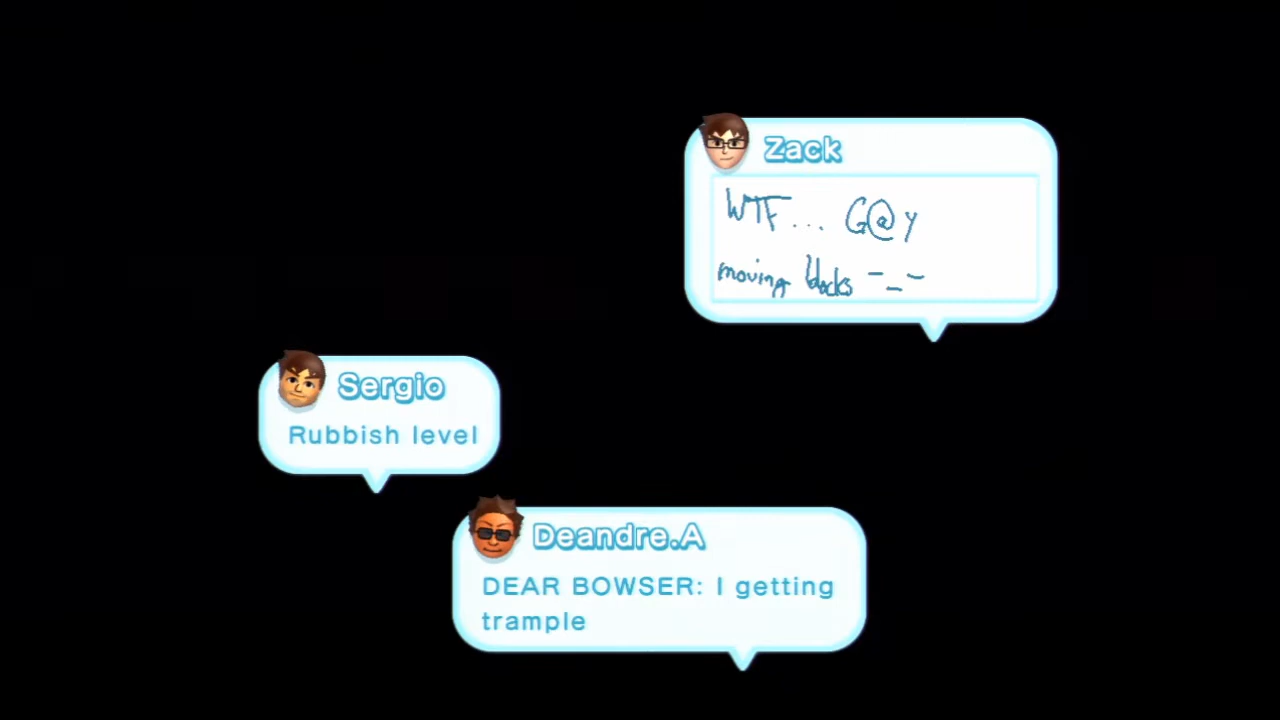 Zack
WTF... G@y
moving blocks -_-
Sergio
Rubbish level
Deandre.A
DEAR BOWSER: I getting
trample